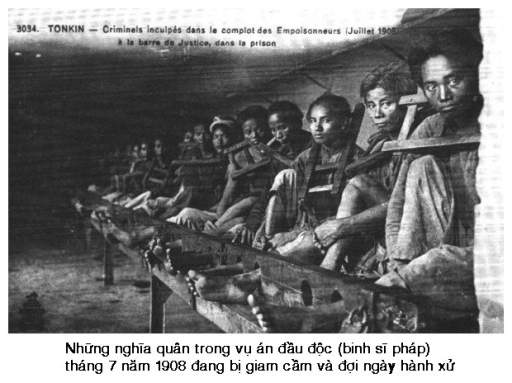 3034. TONKIN — Criminels inculpés dans le complot des Empoisonneurs (Juillet 1908
à la barre de Justice, dans la prison
Những nghĩa quân trong vụ án đầu độc (binh sĩ pháp)
tháng 7 năm 1908 đang bị giam cầm và đợi ngày hành xử